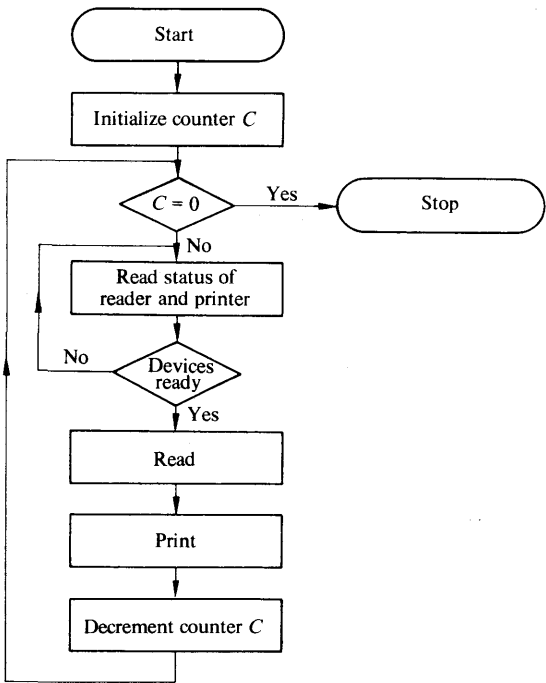 Start
Initialize counter C
C = 0
Yes
Stop
No
Read status of
reader and printer
No
Devices
ready
Yes
Read
Print
Decrement counter C